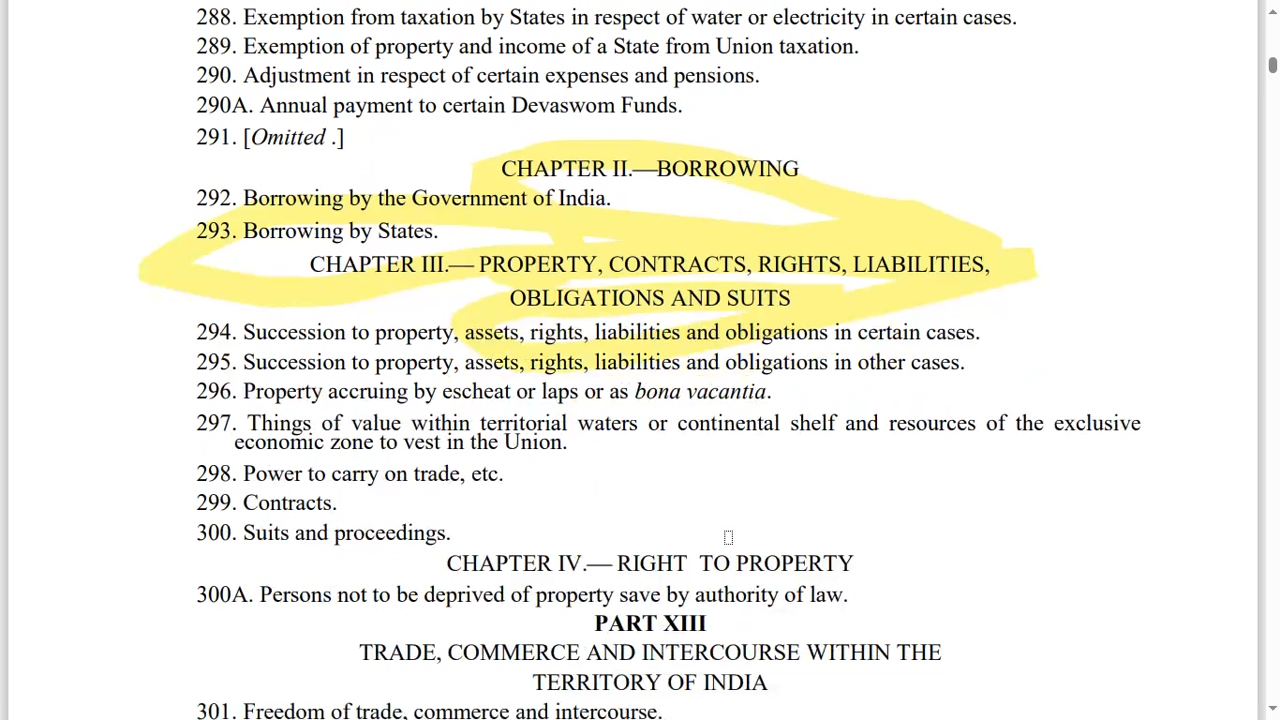 288. Exemption from taxation by States in respect of water or electricity in certain cases.
289. Exemption of property and income of a State from Union taxation.
290. Adjustment in respect of certain expenses and pensions.
290A. Annual payment to certain Devaswom Funds.
291. [Omitted .]
CHAPTER II.—BORROWING
292. Borrowing by the Government of India.
293. Borrowing by States.
CHAPTER III.— PROPERTY, CONTRACTS, RIGHTS, LIABILITIES,
OBLIGATIONS AND SUITS
294. Succession to property, assets, rights, liabilities and obligations in certain cases.
295. Succession to property, assets, rights, liabilities and obligations in other cases.
296. Property accruing by escheat or laps or as bona vacantia.
297. Things of value within territorial waters or continental shelf and resources of the exclusive
economic zone to vest in the Union.
298. Power to carry on trade, etc.
299. Contracts.
300. Suits and proceedings.
CHAPTER IV.— RIGHT TO PROPERTY
300A. Persons not to be deprived of property save by authority of law.
PART XIII
TRADE, COMMERCE AND INTERCOURSE WITHIN THE
TERRITORY OF INDIA
301. Freedom of trade, commerce and intercourse.